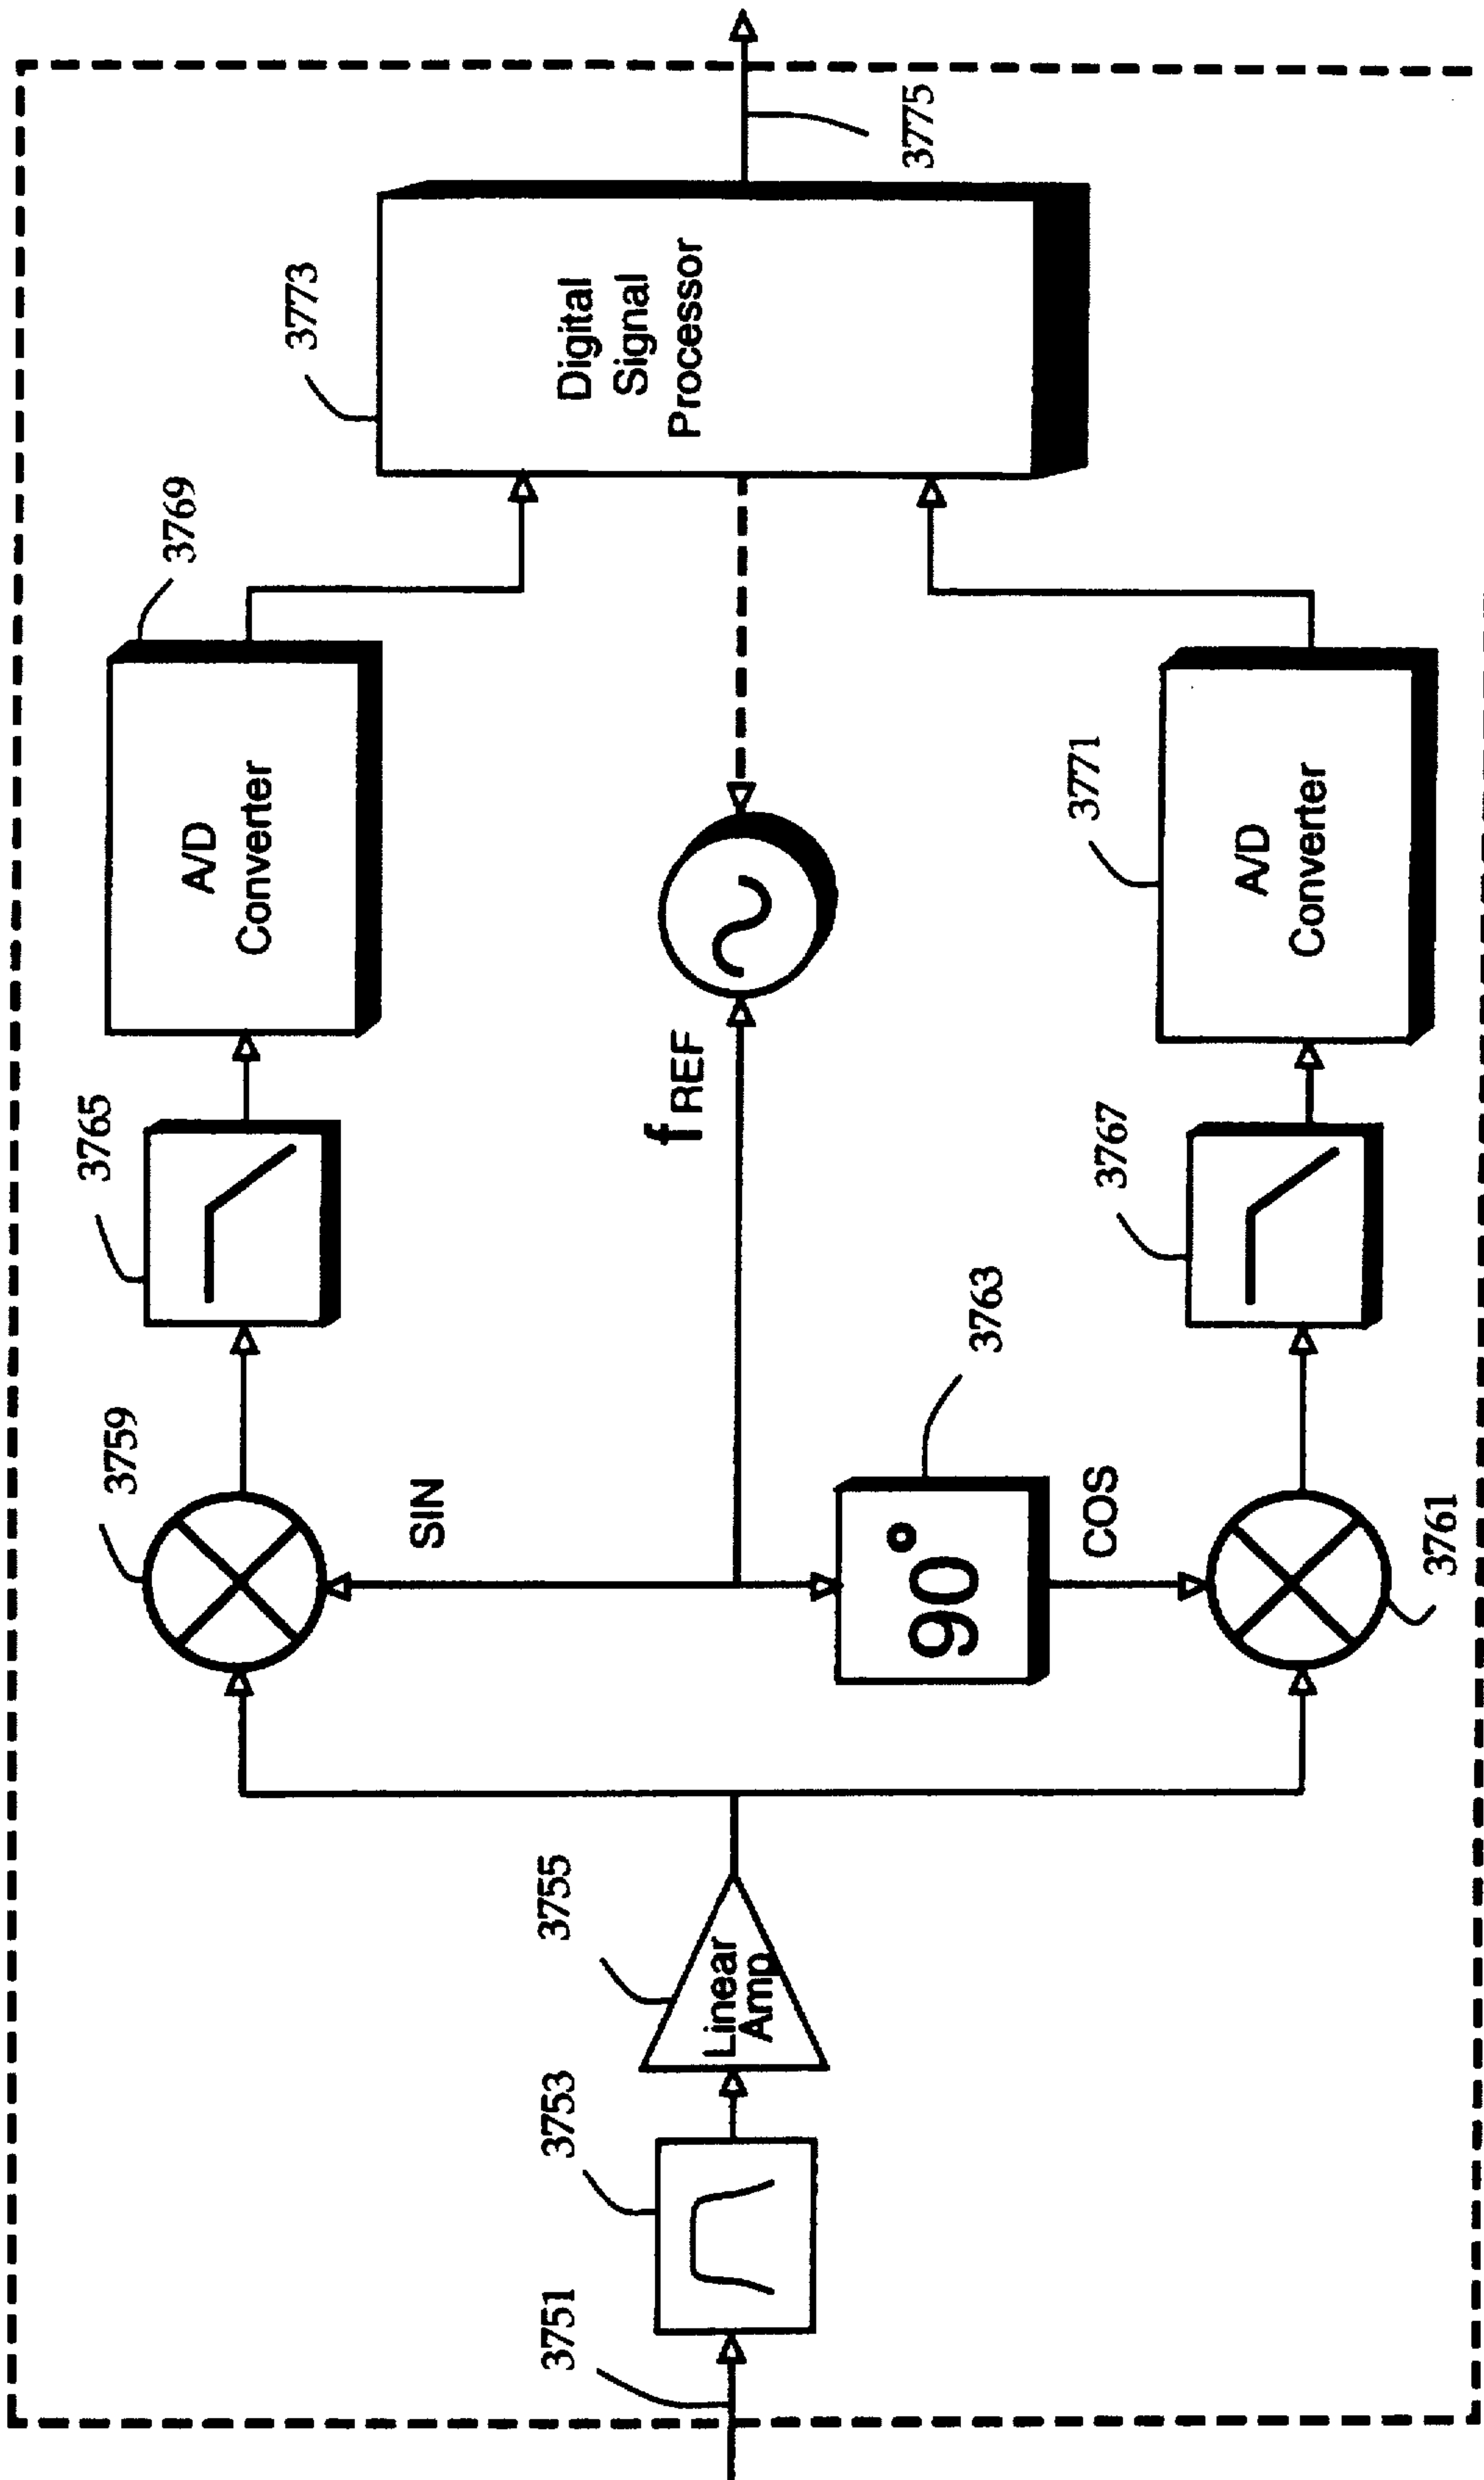 3751
3753
3755
Linear
Amp
3759
SIN
90°
3763
COS
3761
f REF
3765
3767
A/D
Converter
3769
A/D
Converter
3771
Digital
Signal
Processor
3773
3775